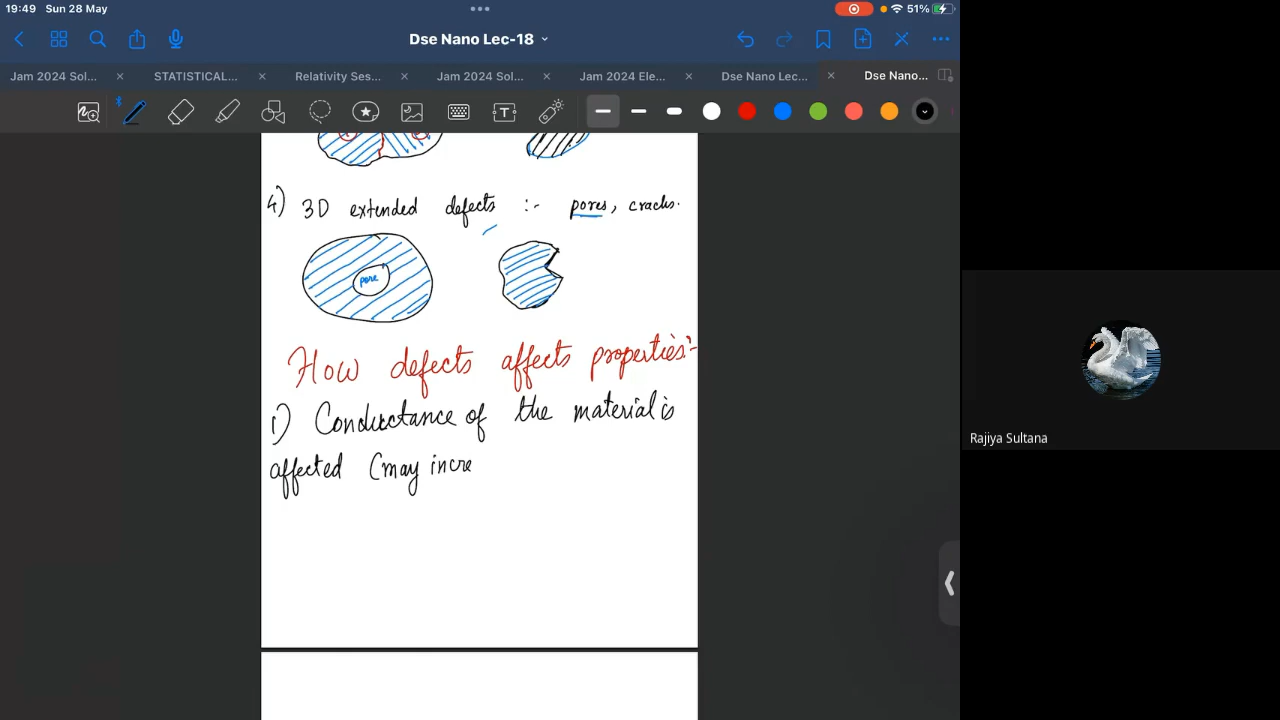 19:49 Sun 28 May
51%
Dse Nano Lec-18
Jam 2024 Sol...
STATISTICAL...
Relativity Ses...
Jam 2024 Sol...
Jam 2024 Ele...
Dse Nano Lec...
Dse Nano...
4) 3D extended defects :- pores, cracks.
pore
How defects affects properties:-
1) Conductance of the material is
affected (may incre
Rajiya Sultana